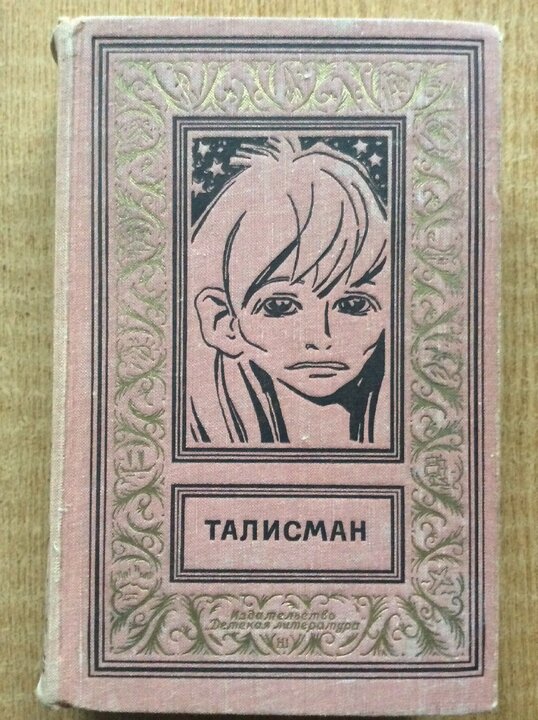 ТАЛИСМАН
Издательство
„Детская литература"